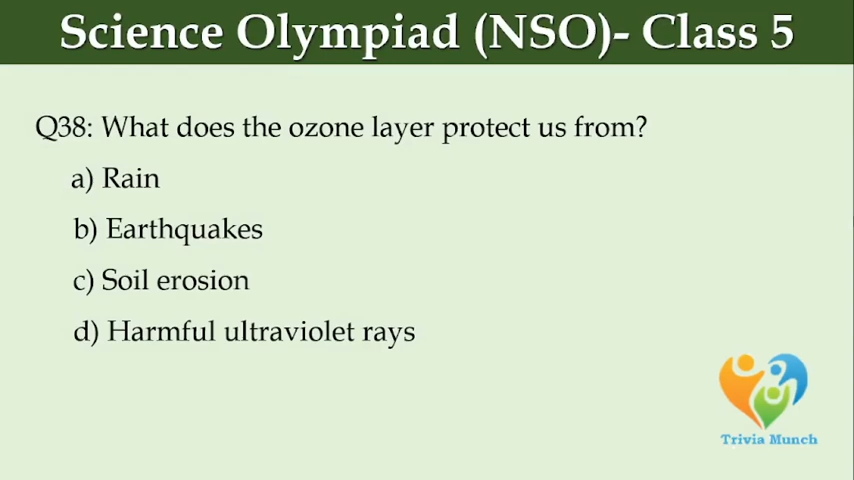 Science Olympiad (NSO)- Class 5
Q38: What does the ozone layer protect us from?
a) Rain
b) Earthquakes
c) Soil erosion
d) Harmful ultraviolet rays
Trivia Munch